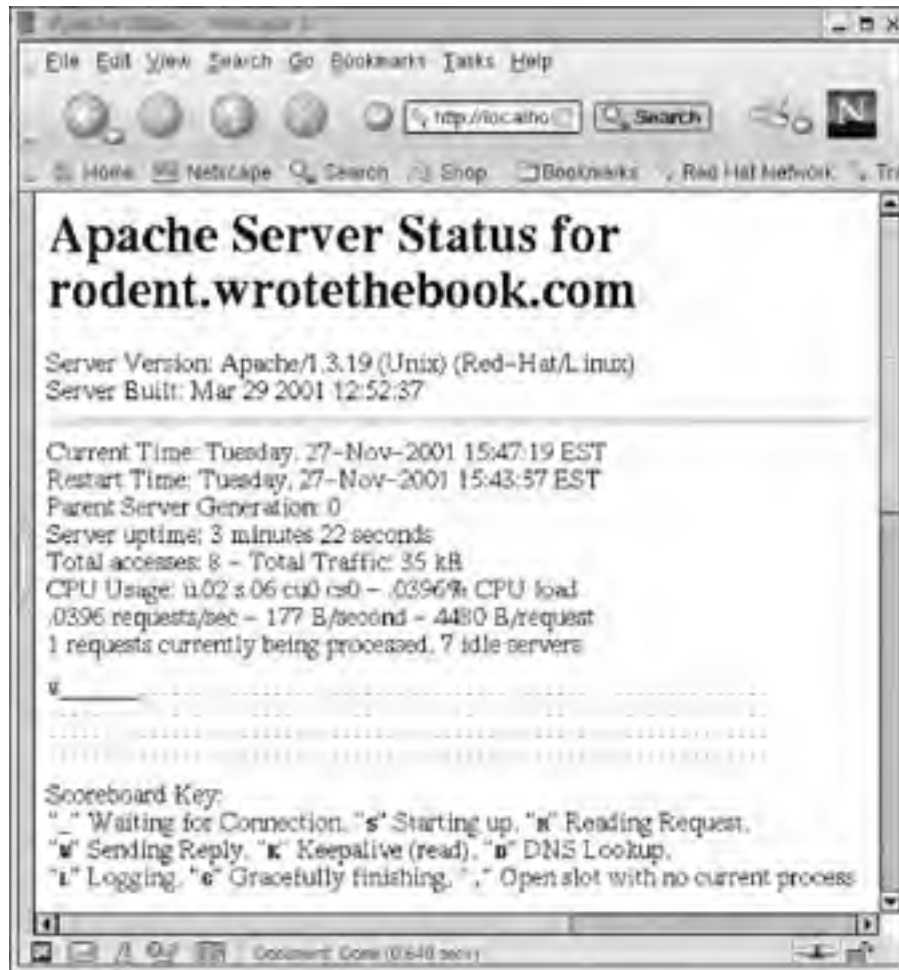 File Edit View Search Go Bookmarks Tasks Help
http://localho Search N
Home Netscape Search Shop Bookmarks Red Hat Network Tra
Apache Server Status for
rodent.wrotethebook.com
Server Version: Apache/1.3.19 (Unix) (Red-Hat/Linux)
Server Built: Mar 29 2001 12:52:37
Current Time: Tuesday, 27-Nov-2001 15:47:19 EST
Restart Time: Tuesday, 27-Nov-2001 15:43:57 EST
Parent Server Generation: 0
Server uptime: 3 minutes 22 seconds
Total accesses: 8 - Total Traffic: 35 kB
CPU Usage: u.02 s.06 cu0 cs0 - .0396% CPU load
.0396 requests/sec - 177 B/second - 4480 B/request
1 requests currently being processed, 7 idle servers
W_______
Scoreboard Key:
"_" Waiting for Connection, "S" Starting up, "R" Reading Request,
"W" Sending Reply, "K" Keepalive (read), "D" DNS Lookup,
"L" Logging, "G" Gracefully finishing, "." Open slot with no current process
Document: Done (0.648 secs)